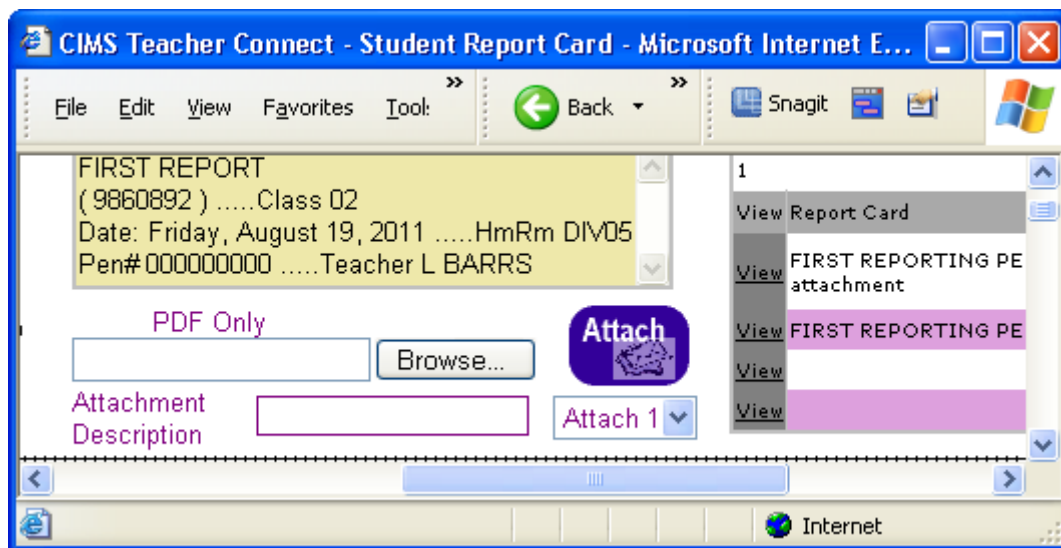 CIMS Teacher Connect - Student Report Card - Microsoft Internet E...
File Edit View Favorites Tool: » Back » Snagit
FIRST REPORT
( 9860892 ) .....Class 02
Date: Friday, August 19, 2011 .....HmRm DIV05
Pen# 000000000 .....Teacher L BARRS
PDF Only
Browse...
Attach
Attachment
Description
Attach 1
1
View Report Card
View FIRST REPORTING PE
attachment
View FIRST REPORTING PE
View
View
Internet